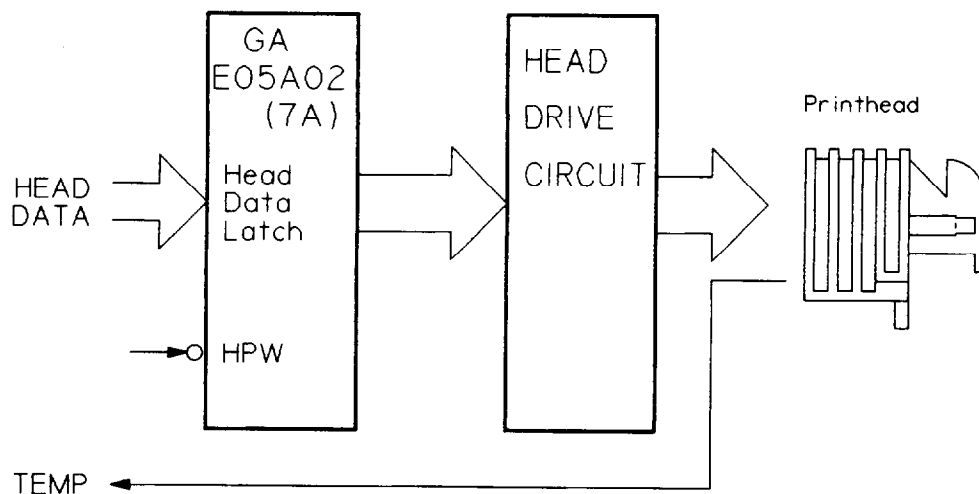 GA
E05A02
(7A)
Head
Data
Latch
HPW
HEAD
DATA
HEAD
DRIVE
CIRCUIT
Printhead
TEMP